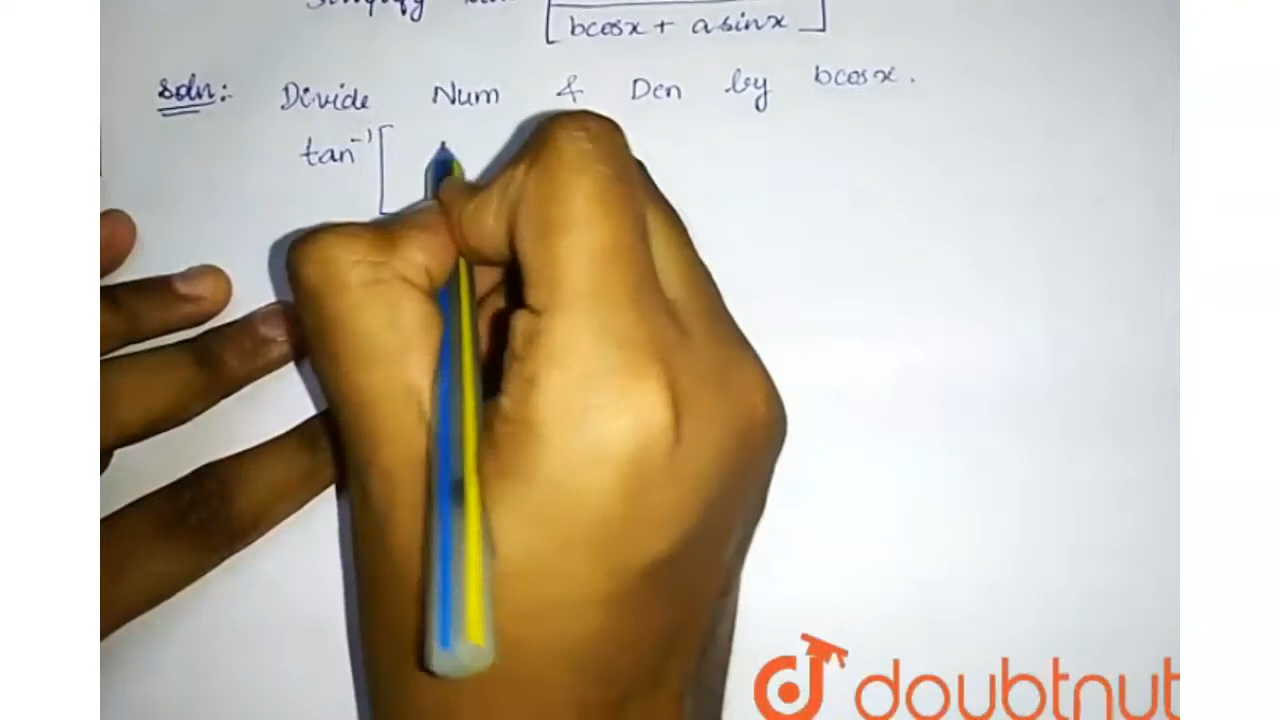 bcosx + asinx
Soln: Divide Num & Den by bcosx.
tan⁻¹[
doubtnut